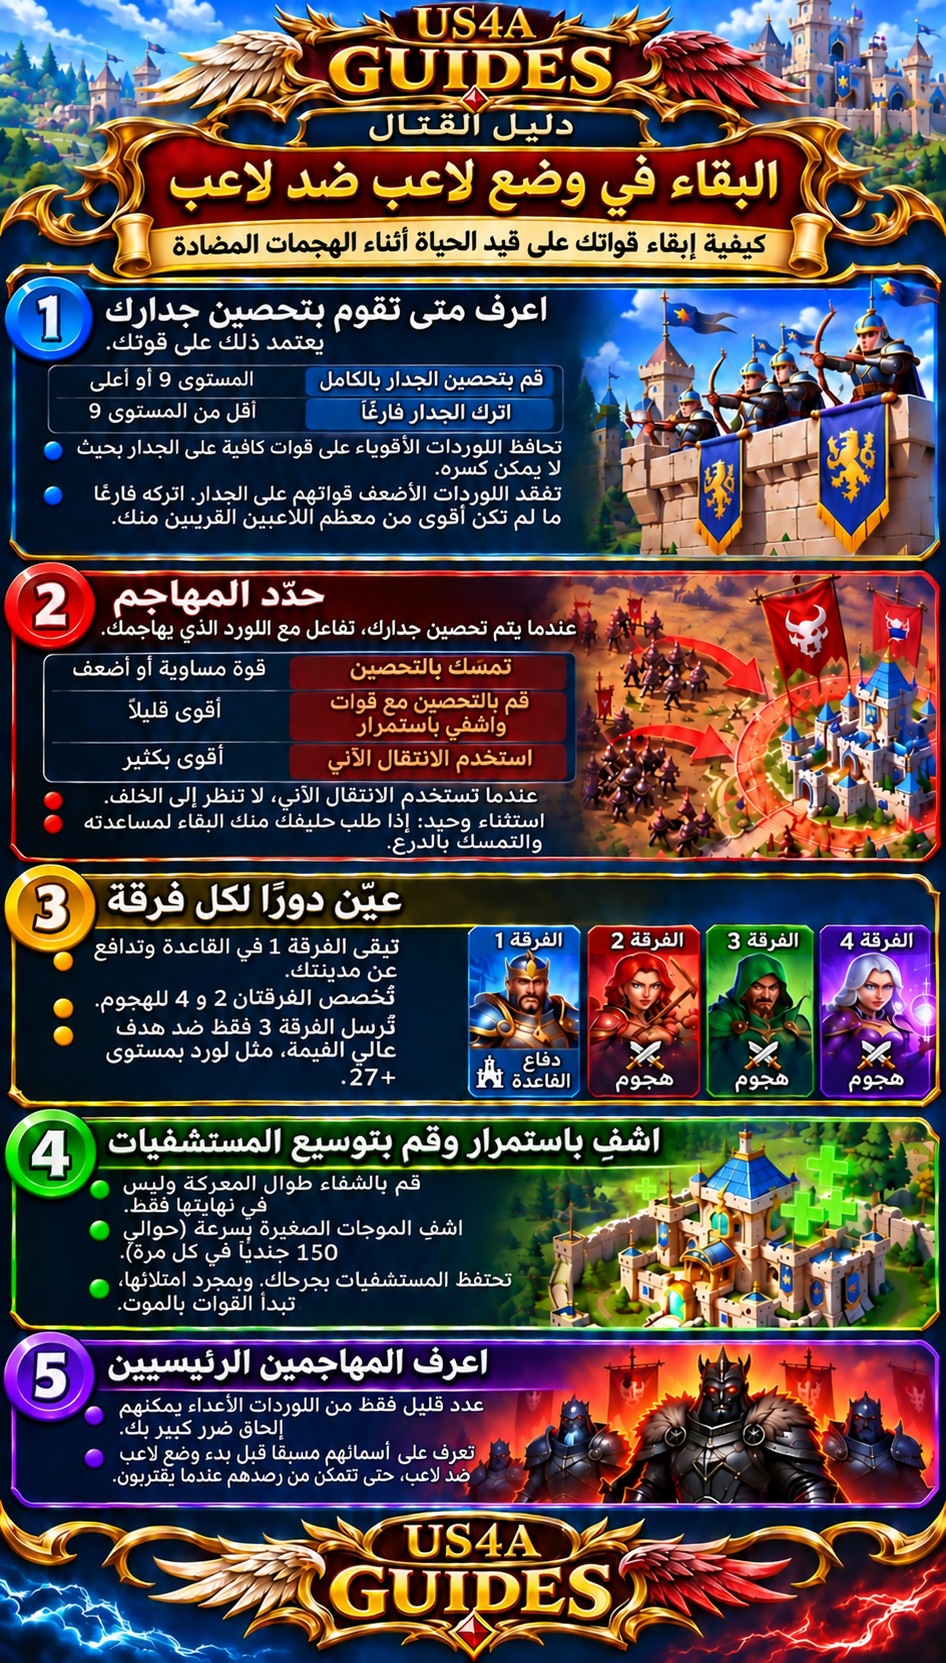 US4A
GUIDES
دليل القتال
البقاء في وضع لاعب ضد لاعب
كيفية إبقاء قواتك على قيد الحياة أثناء الهجمات المضادة
1
اعرف متى تقوم بتحصين جدارك
يعتمد ذلك على قوتك.
قم بتحصين الجدار بالكامل المستوى 9 أو أعلى
اترك الجدار فارغًا أقل من المستوى 9
تحافظ اللوردات الأقوياء على قوات كافية على الجدار بحيث
لا يمكن كسره.
تفقد اللوردات الأضعف قواتهم على الجدار. اتركه فارغًا
ما لم تكن أقوى من معظم اللاعبين القريبين منك.
2
حدّد المهاجم
عندما يتم تحصين جدارك، تفاعل مع اللورد الذي يهاجمك.
تمسَك بالتحصين قوة مساوية أو أضعف
قم بالتحصين مع قوات
واشفي باستمرار أقوى قليلاً
استخدم الانتقال الآني أقوى بكثير
عندما تستخدم الانتقال الآني، لا تنظر إلى الخلف.
استثناء وحيد: إذا طلب حليفك منك البقاء لمساعدته
والتمسك بالدرع.
3
عيّن دورًا لكل فرقة
تبقى الفرقة 1 في القاعدة وتدافع
عن مدينتك.
تُخصص الفرقتان 2 و 4 للهجوم.
تُرسل الفرقة 3 فقط ضد هدف
عالي القيمة، مثل لورد بمستوى
27+.
الفرقة 1
دفاع
القاعدة
الفرقة 2
هجوم
الفرقة 3
هجوم
الفرقة 4
هجوم
4
اشفِ باستمرار وقم بتوسيع المستشفيات
قم بالشفاء طوال المعركة وليس
في نهايتها فقط.
اشفِ الموجات الصغيرة بسرعة (حوالي
150 جنديًا في كل مرة).
تحتفظ المستشفيات بجرحاك. وبمجرد امتلائها،
تبدأ القوات بالموت.
5
اعرف المهاجمين الرئيسيين
عدد قليل فقط من اللوردات الأعداء يمكنهم
إلحاق ضرر كبير بك.
تعرف على أسمائهم مسبقا قبل بدء وضع لاعب
ضد لاعب، حتى تتمكن من رصدهم عندما يقتربون.
US4A
GUIDES